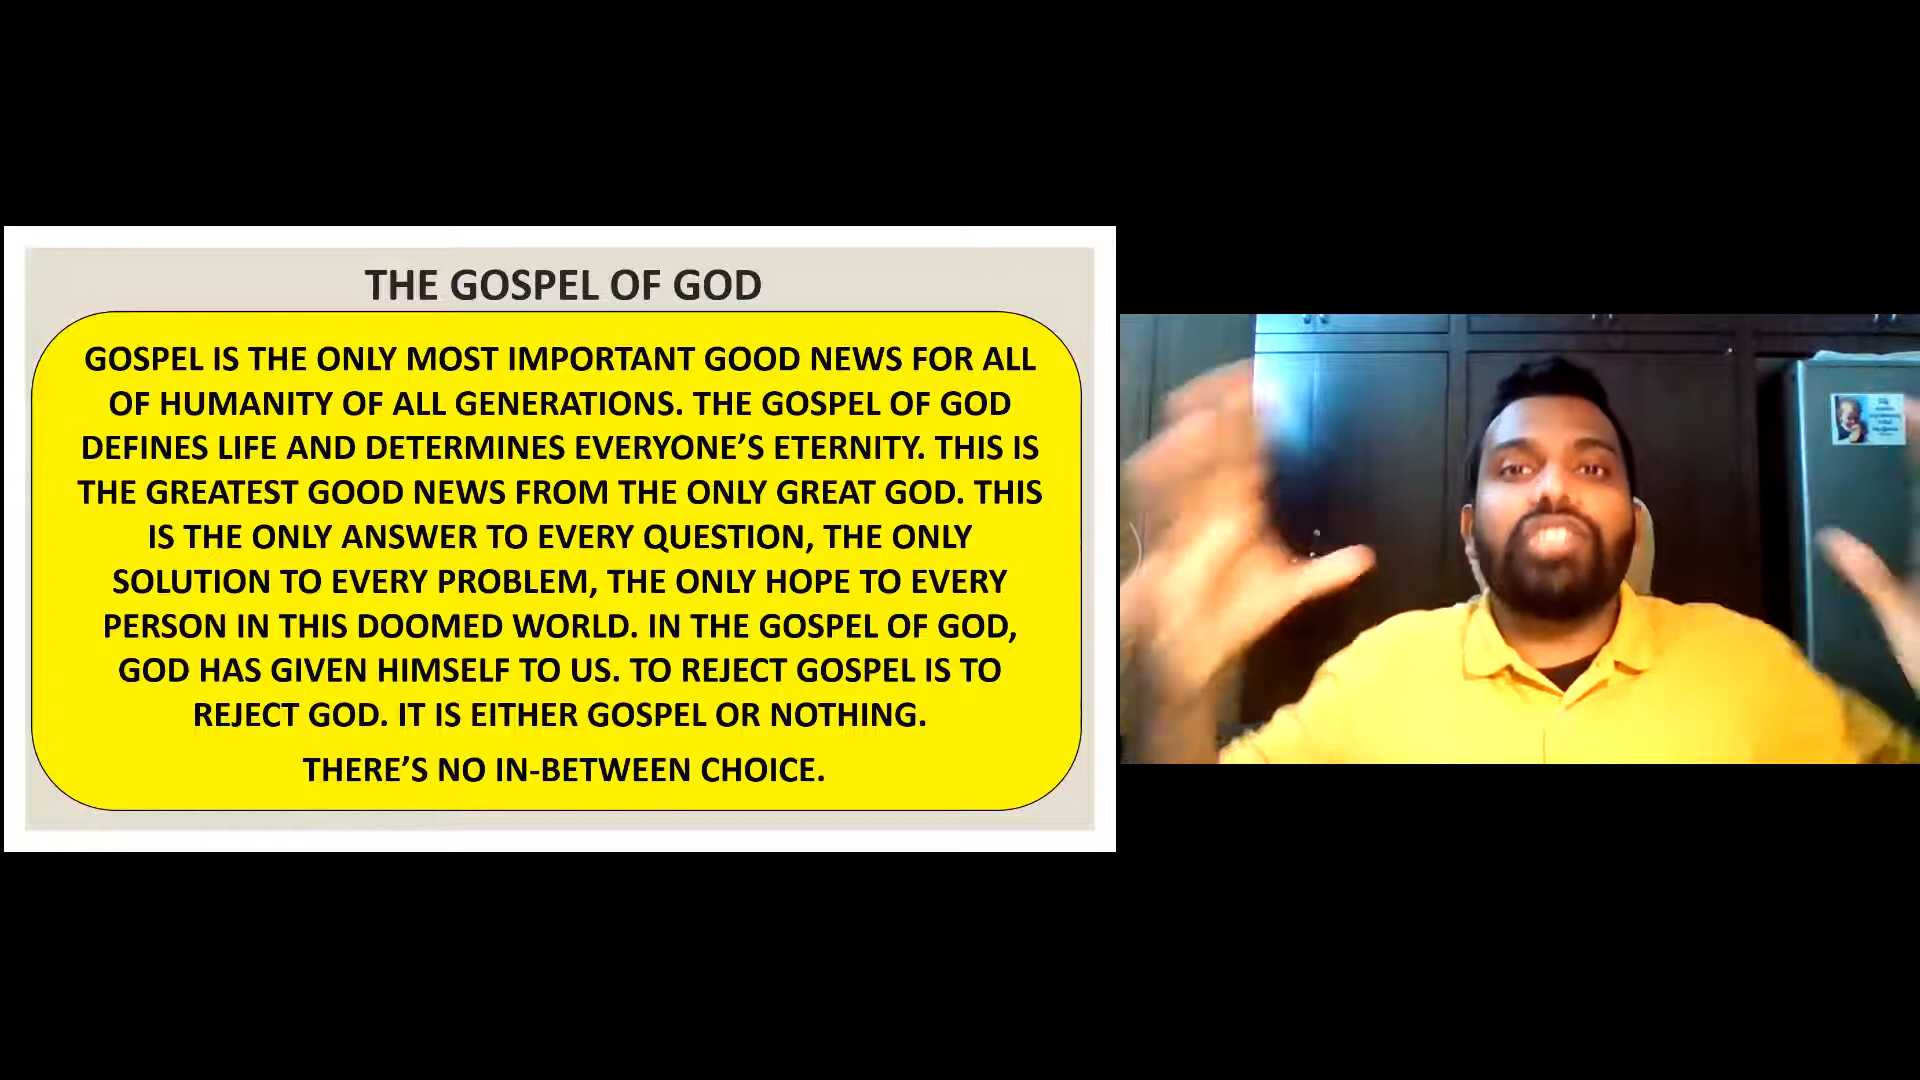 THE GOSPEL OF GOD
GOSPEL IS THE ONLY MOST IMPORTANT GOOD NEWS FOR ALL
OF HUMANITY OF ALL GENERATIONS. THE GOSPEL OF GOD
DEFINES LIFE AND DETERMINES EVERYONE’S ETERNITY. THIS IS
THE GREATEST GOOD NEWS FROM THE ONLY GREAT GOD. THIS
IS THE ONLY ANSWER TO EVERY QUESTION, THE ONLY
SOLUTION TO EVERY PROBLEM, THE ONLY HOPE TO EVERY
PERSON IN THIS DOOMED WORLD. IN THE GOSPEL OF GOD,
GOD HAS GIVEN HIMSELF TO US. TO REJECT GOSPEL IS TO
REJECT GOD. IT IS EITHER GOSPEL OR NOTHING.
THERE’S NO IN-BETWEEN CHOICE.